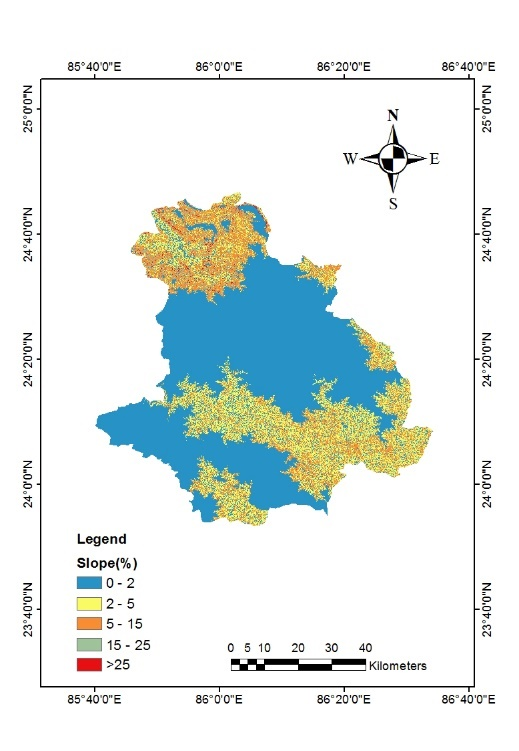 85°40'0"E 86°0'0"E 86°20'0"E 86°40'0"E
25°0'0"N 25°0'0"N
N
W E
S
24°40'0"N 24°40'0"N
24°20'0"N 24°20'0"N
24°0'0"N 24°0'0"N
23°40'0"N 23°40'0"N
Legend
Slope(%)
0 - 2
2 - 5
5 - 15
15 - 25
>25
0 5 10 20 30 40
Kilometers
85°40'0"E 86°0'0"E 86°20'0"E 86°40'0"E